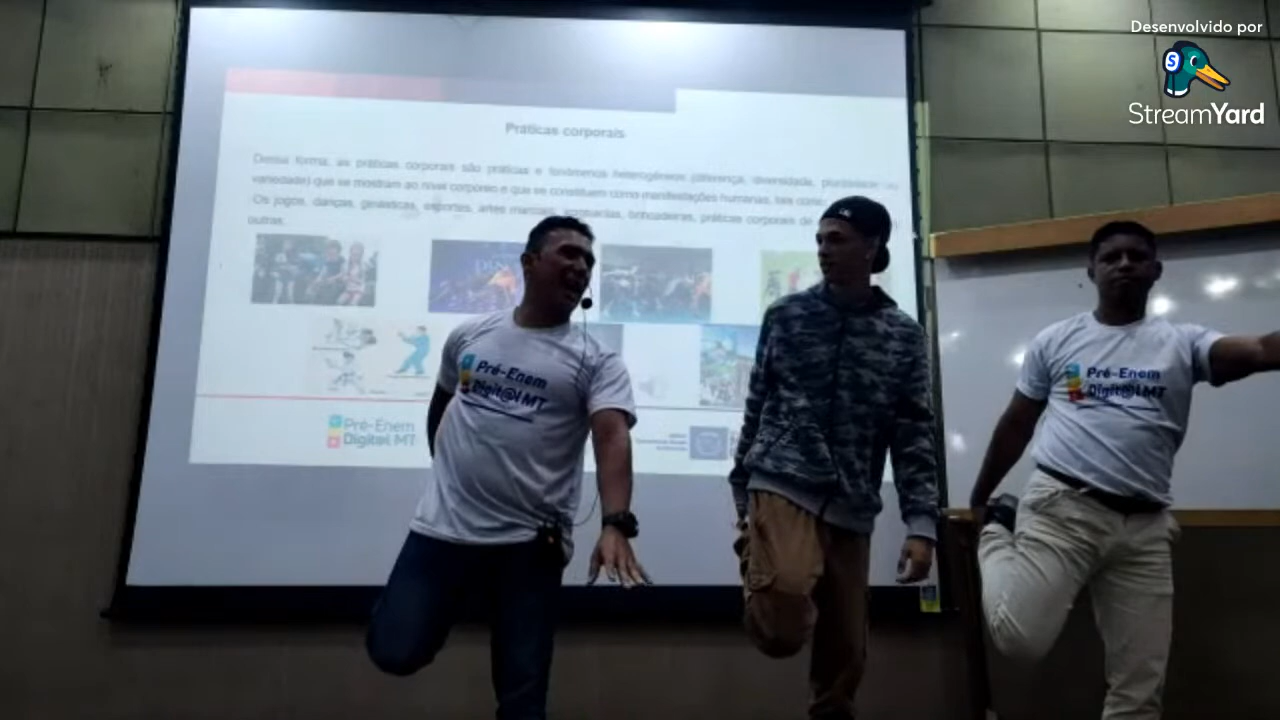 Desenvolvido por
StreamYard
Práticas corporais
Dessa forma, as práticas corporais são práticas e fenômenos heterogêneos (diferença, diversidade, pluralidade ou
variedade) que se mostram ao nível corpóreo e que se constituem como manifestações humanas, tais como:
Os jogos, danças, ginásticas, esportes, artes marciais, acrobacias, brincadeiras, práticas corporais de
outras.
Pré-Enem
Digit@l MT
Pré-Enem
Digit@l MT
Pré-Enem
Digital MT